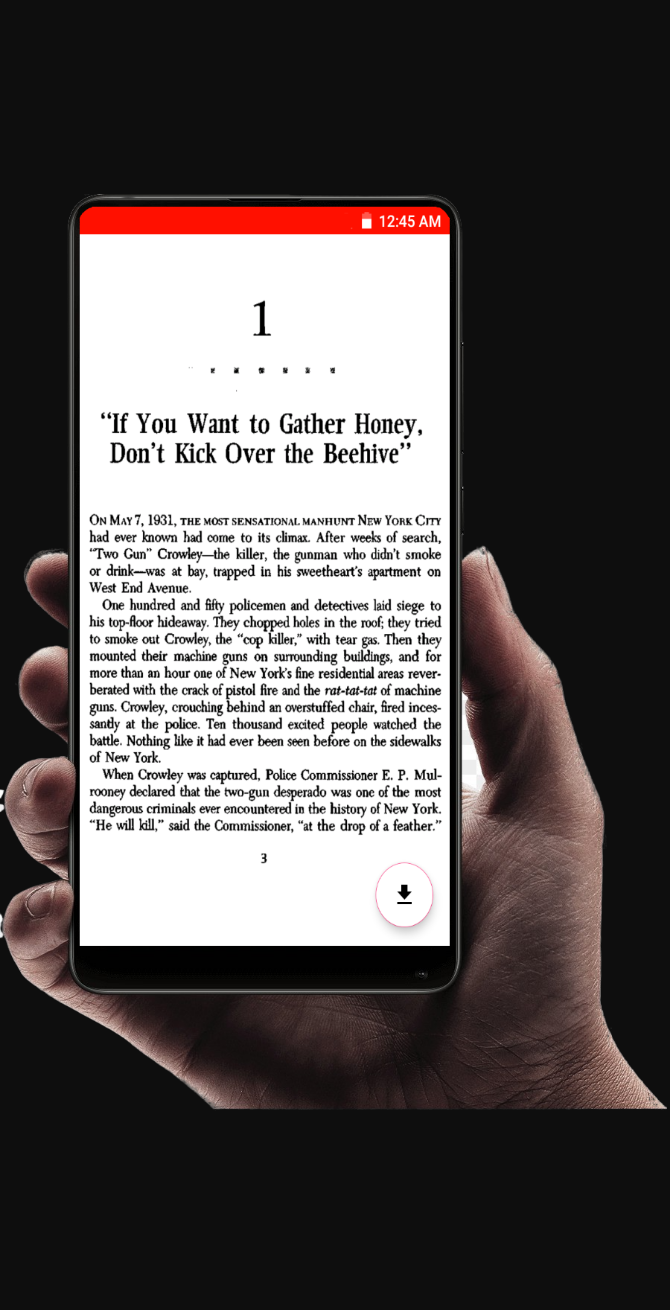 12:45 AM
1
“If You Want to Gather Honey,
Don’t Kick Over the Beehive”
ON MAY 7, 1931, THE MOST SENSATIONAL MANHUNT NEW YORK CITY
had ever known had come to its climax. After weeks of search,
“Two Gun” Crowley—the killer, the gunman who didn’t smoke
or drink—was at bay, trapped in his sweetheart’s apartment on
West End Avenue.
One hundred and fifty policemen and detectives laid siege to
his top-floor hideaway. They chopped holes in the roof; they tried
to smoke out Crowley, the “cop killer,” with tear gas. Then they
mounted their machine guns on surrounding buildings, and for
more than an hour one of New York’s fine residential areas rever-
berated with the crack of pistol fire and the rat-tat-tat of machine
guns. Crowley, crouching behind an overstuffed chair, fired inces-
santly at the police. Ten thousand excited people watched the
battle. Nothing like it had ever been seen before on the sidewalks
of New York.
When Crowley was captured, Police Commissioner E. P. Mul-
rooney declared that the two-gun desperado was one of the most
dangerous criminals ever encountered in the history of New York.
“He will kill,” said the Commissioner, “at the drop of a feather.”
3